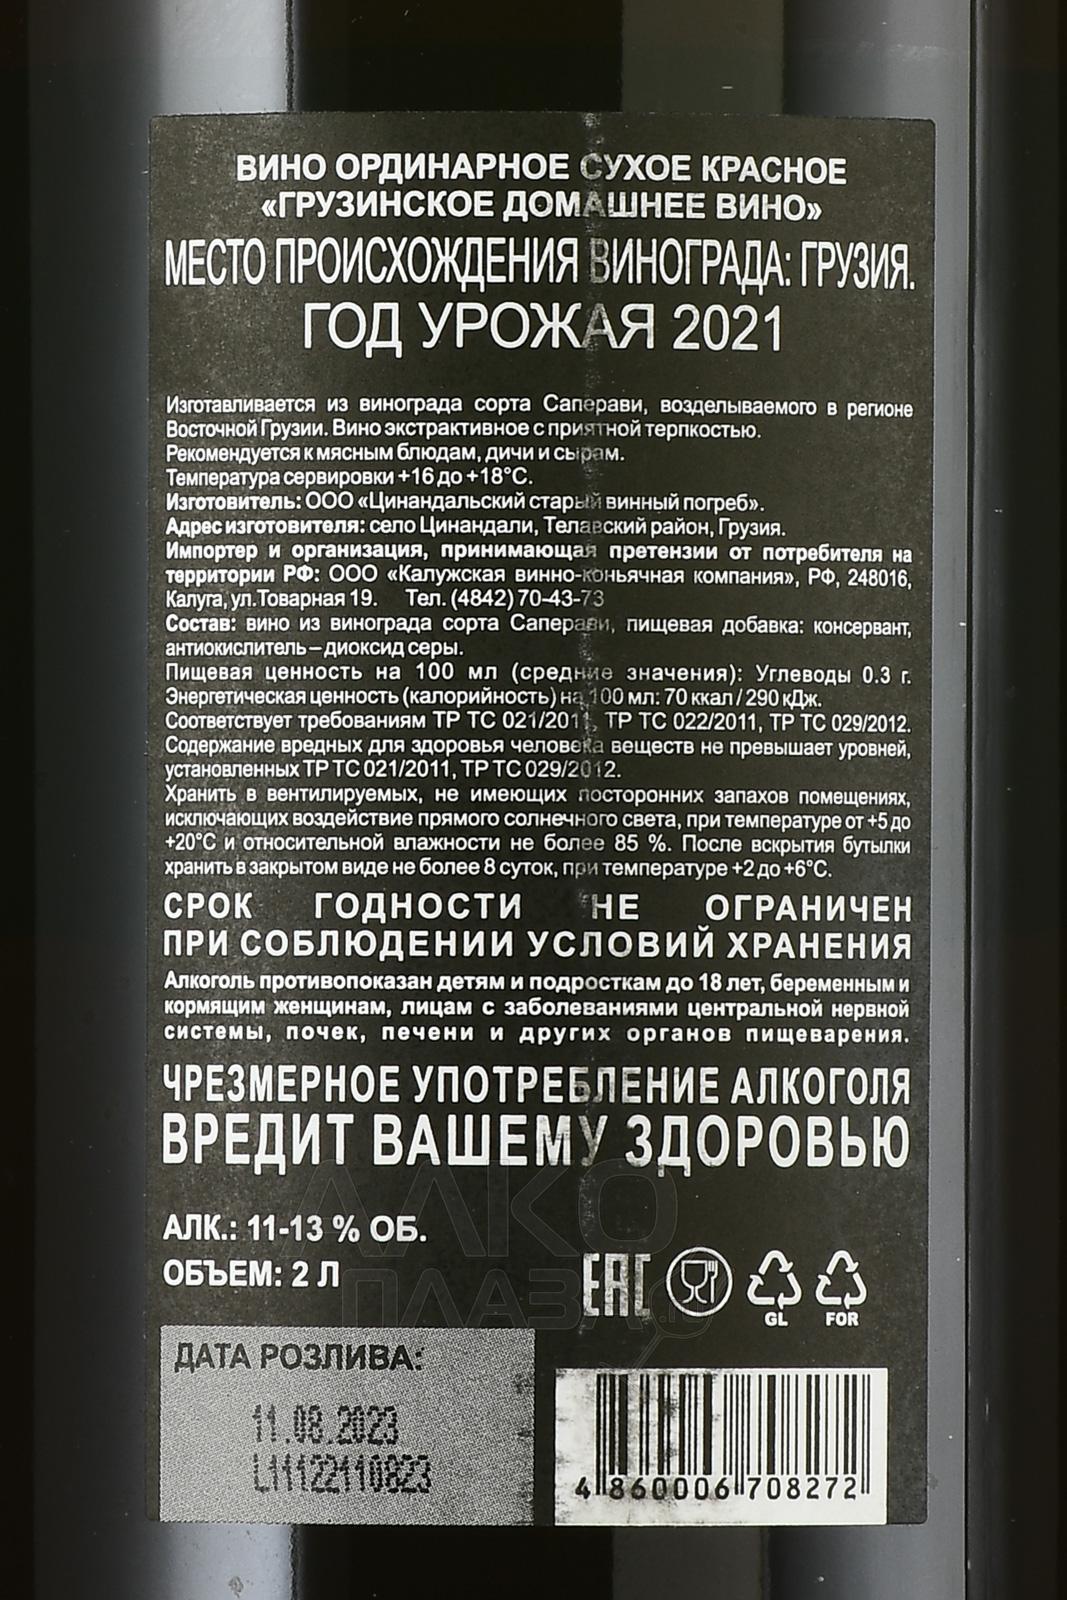 ВИНО ОРДИНАРНОЕ СУХОЕ КРАСНОЕ
«ГРУЗИНСКОЕ ДОМАШНЕЕ ВИНО»
МЕСТО ПРОИСХОЖДЕНИЯ ВИНОГРАДА: ГРУЗИЯ.
ГОД УРОЖАЯ 2021
Изготавливается из винограда сорта Саперави, возделываемого в регионе
Восточной Грузии. Вино экстрактивное с приятной терпкостью.
Рекомендуется к мясным блюдам, дичи и сырам.
Температура сервировки +16 до +18°С.
Изготовитель: ООО «Цинандальский старый винный погреб».
Адрес изготовителя: село Цинандали, Телавский район, Грузия.
Импортер и организация, принимающая претензии от потребителя на
территории РФ: ООО «Калужская винно-коньячная компания», РФ, 248016,
Калуга, ул.Товарная 19. Тел. (4842) 70-43-73
Состав: вино из винограда сорта Саперави, пищевая добавка: консервант,
антиокислитель – диоксид серы.
Пищевая ценность на 100 мл (средние значения): Углеводы 0.3 г.
Энергетическая ценность (калорийность) на 100 мл: 70 ккал / 290 кДж.
Соответствует требованиям ТР ТС 021/2011, ТР ТС 022/2011, ТР ТС 029/2012.
Содержание вредных для здоровья человека веществ не превышает уровней,
установленных ТР ТС 021/2011, ТР ТС 029/2012.
Хранить в вентилируемых, не имеющих посторонних запахов помещениях,
исключающих воздействие прямого солнечного света, при температуре от +5 до
+20°С и относительной влажности не более 85 %. После вскрытия бутылки
хранить в закрытом виде не более 8 суток, при температуре +2 до +6°С.
СРОК ГОДНОСТИ НЕ ОГРАНИЧЕН
ПРИ СОБЛЮДЕНИИ УСЛОВИЙ ХРАНЕНИЯ
Алкоголь противопоказан детям и подросткам до 18 лет, беременным и
кормящим женщинам, лицам с заболеваниями центральной нервной
системы, почек, печени и других органов пищеварения.
ЧРЕЗМЕРНОЕ УПОТРЕБЛЕНИЕ АЛКОГОЛЯ
ВРЕДИТ ВАШЕМУ ЗДОРОВЬЮ
АЛКО
ПЛАЗА.ru
АЛК.: 11-13 % ОБ.
ОБЪЕМ: 2 Л
EAC
GL FOR
ДАТА РОЗЛИВА:
11.08.2023
L11122110823
4 860006 708272